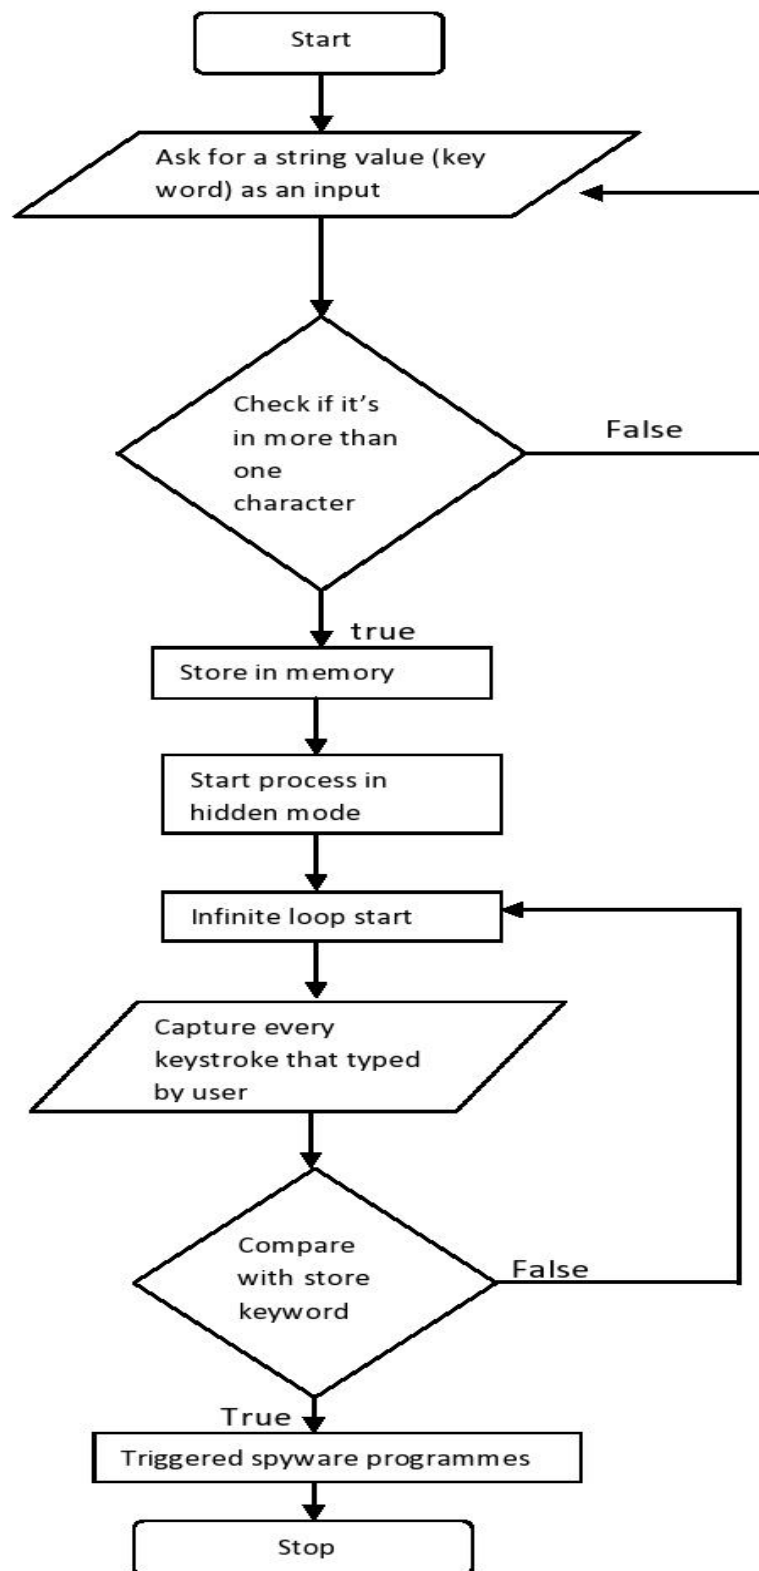 Start
Ask for a string value (key
word) as an input
Check if it's
in more than
one
character
False
true
Store in memory
Start process in
hidden mode
Infinite loop start
Capture every
keystroke that typed
by user
Compare
with store
keyword
False
True
Triggered spyware programmes
Stop